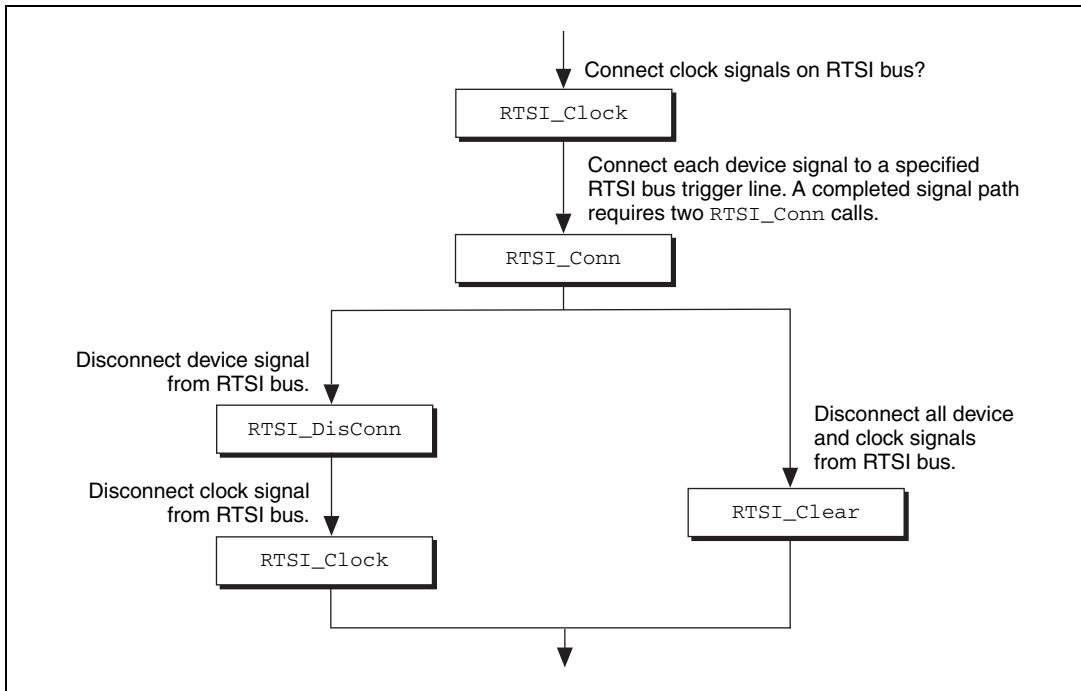 Connect clock signals on RTSI bus?
RTSI_Clock
Connect each device signal to a specified
RTSI bus trigger line. A completed signal path
requires two RTSI_Conn calls.
RTSI_Conn
Disconnect device signal
from RTSI bus.
RTSI_DisConn
Disconnect clock signal
from RTSI bus.
RTSI_Clock
Disconnect all device
and clock signals
from RTSI bus.
RTSI_Clear